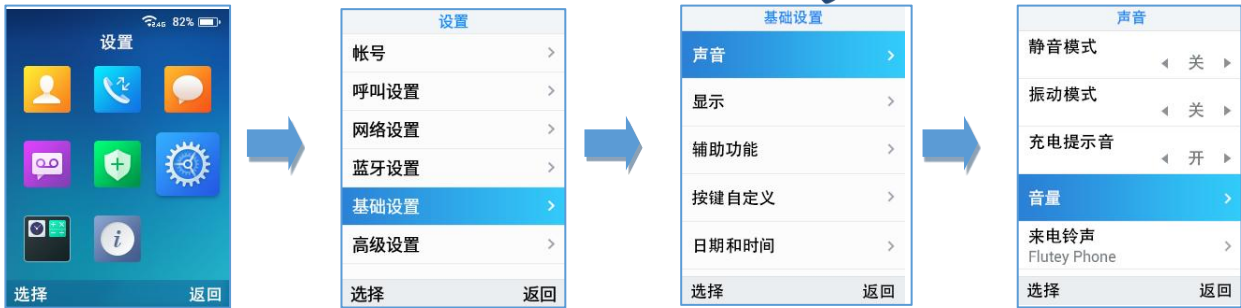 2.4G 82%
设置
选择 返回
设置
帐号
呼叫设置
网络设置
蓝牙设置
基础设置
高级设置
选择 返回
基础设置
声音
显示
辅助功能
按键自定义
日期和时间
选择 返回
声音
静音模式
关
振动模式
关
充电提示音
开
音量
来电铃声
Flutey Phone
选择 返回